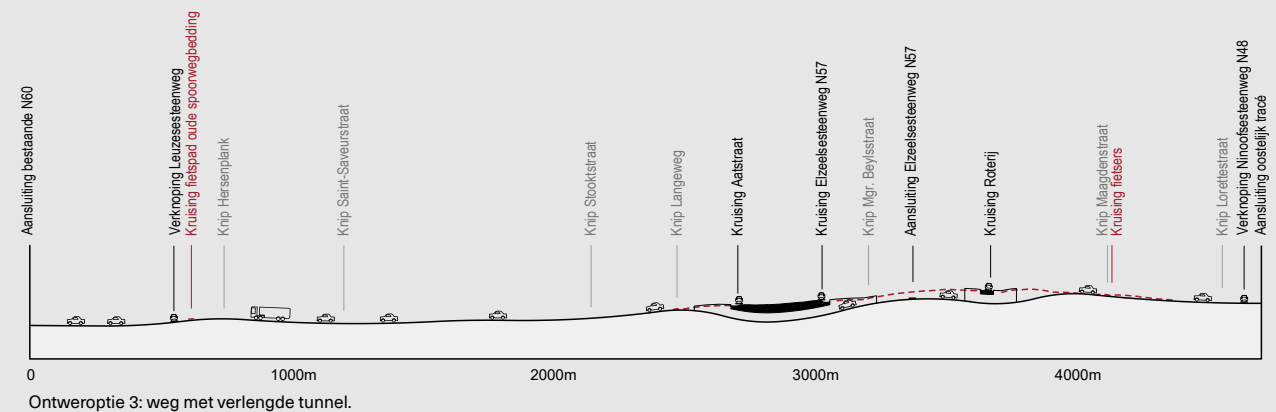 Aansluiting bestaande N60
Verknoping Leuzesesteenweg
Kruising fietspad oude spoorwegbedding
Knip Hersenplank
Knip Saint-Saveurstraat
Knip Stooktstraat
Knip Langeweg
Kruising Aatstraat
Kruising Elzeelsesteenweg N57
Knip Mgr. Beylsstraat
Aansluiting Elzeelsesteenweg N57
Kruising Roterij
Knip Maagdenstraat
Kruising fietsers
Knip Lorettestraat
Verknoping Ninoofsesteenweg N48
Aansluiting oostelijk tracé
0 1000m 2000m 3000m 4000m
Ontweroptie 3: weg met verlengde tunnel.